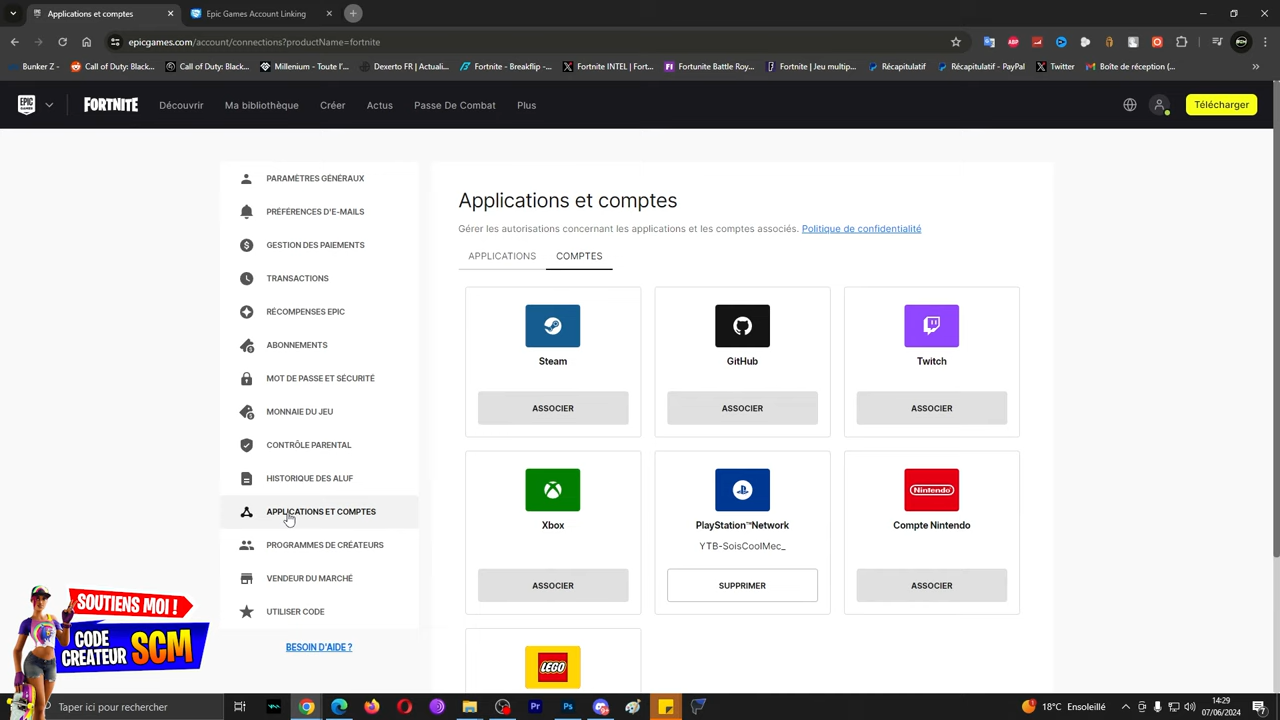 Applications et comptes
Epic Games Account Linking
epicgames.com/account/connections?productName=fortnite
Bunker Z -
Call of Duty: Black...
Call of Duty: Black...
Millenium - Toute l'...
Dexerto FR | Actuali...
Fortnite - Breakflip -...
Fortnite INTEL | Fort...
Fortnite Battle Roy...
Fortnite | Jeu multip...
Récapitulatif
Récapitulatif - PayPal
Twitter
Boîte de réception (...
ABP
EPIC GAMES
FORTNITE
Découvrir
Ma bibliothèque
Créer
Actus
Passe De Combat
Plus
Télécharger
PARAMÈTRES GÉNÉRAUX
PRÉFÉRENCES D'E-MAILS
GESTION DES PAIEMENTS
TRANSACTIONS
RÉCOMPENSES EPIC
ABONNEMENTS
MOT DE PASSE ET SÉCURITÉ
MONNAIE DU JEU
CONTRÔLE PARENTAL
HISTORIQUE DES ALUF
APPLICATIONS ET COMPTES
PROGRAMMES DE CRÉATEURS
VENDEUR DU MARCHÉ
UTILISER CODE
BESOIN D'AIDE ?
Applications et comptes
Gérer les autorisations concernant les applications et les comptes associés. Politique de confidentialité
APPLICATIONS
COMPTES
Steam
ASSOCIER
GitHub
ASSOCIER
Twitch
ASSOCIER
Xbox
ASSOCIER
PlayStation™Network
YTB-SoisCoolMec_
SUPPRIMER
Nintendo
Compte Nintendo
ASSOCIER
LEGO
SOUTIENS MOI !
CODE
CREATEUR
SCM
Taper ici pour rechercher
18°C Ensoleillé
14:29
07/06/2024